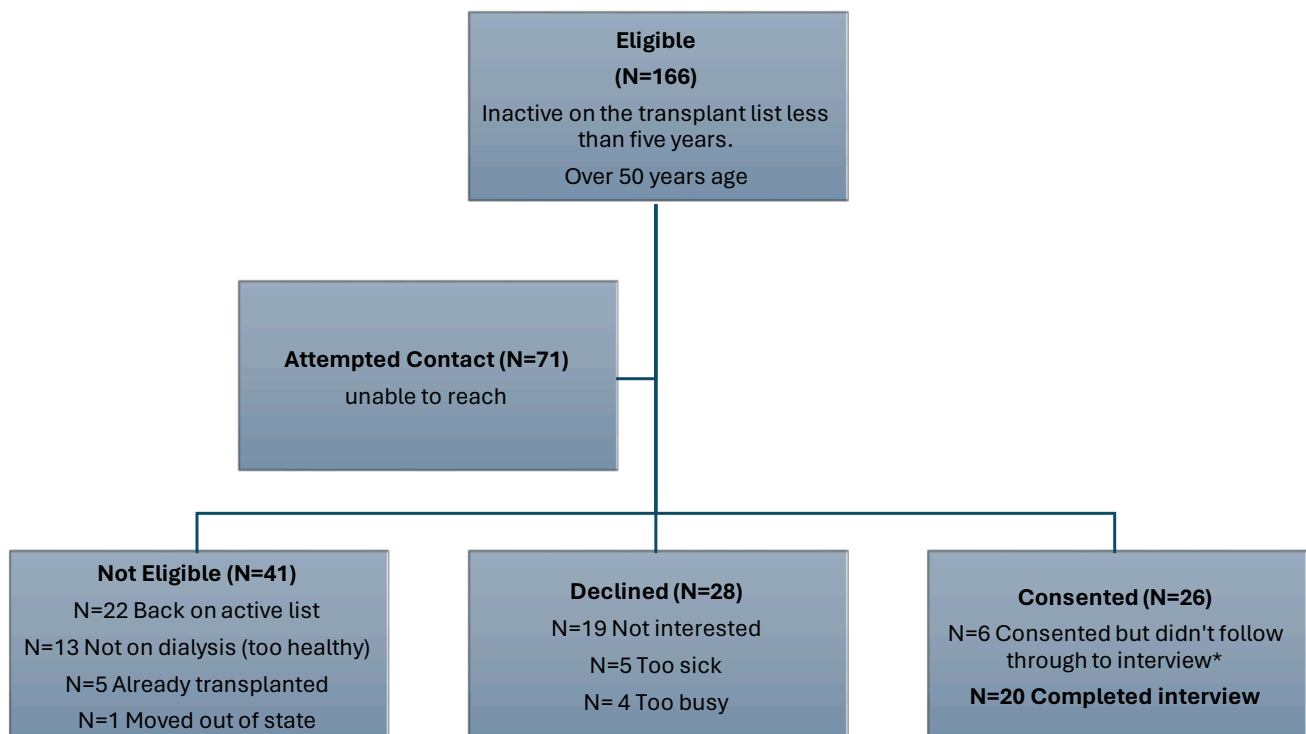 Eligible
(N=166)
Inactive on the transplant list less
than five years.
Over 50 years age
Attempted Contact (N=71)
unable to reach
Not Eligible (N=41)
N=22 Back on active list
N=13 Not on dialysis (too healthy)
N=5 Already transplanted
N=1 Moved out of state
Declined (N=28)
N=19 Not interested
N=5 Too sick
N= 4 Too busy
Consented (N=26)
N=6 Consented but didn't follow
through to interview*
N=20 Completed interview